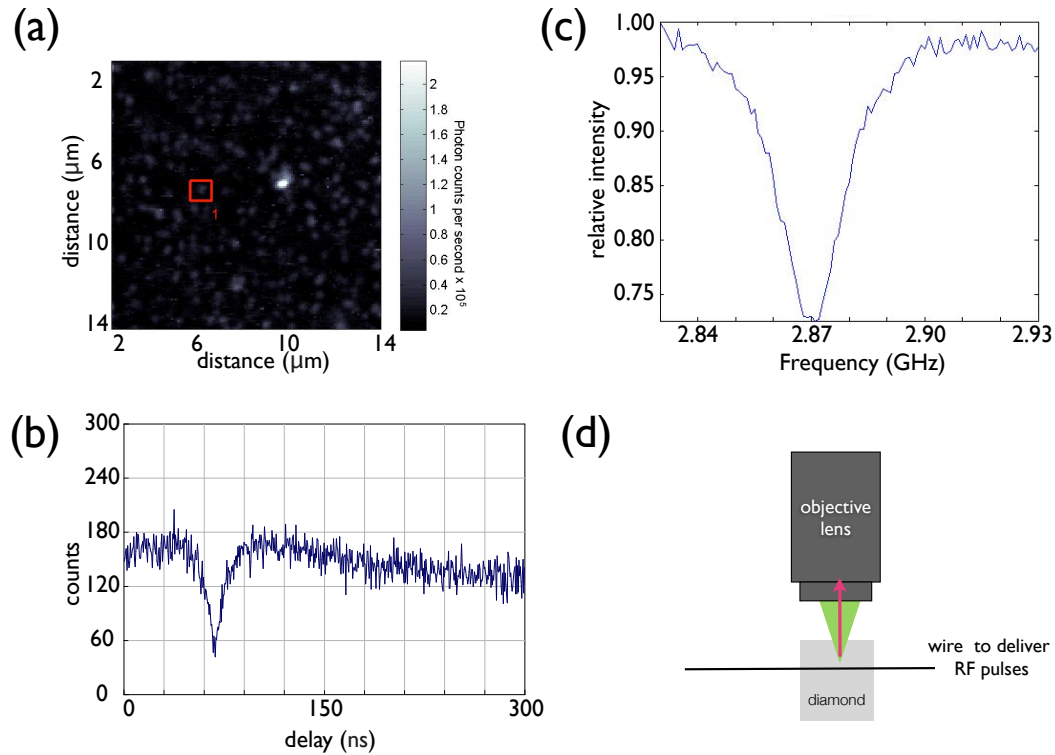 (a)
2
6
10
14
distance (μm)
2
6
10
14
distance (μm)
1
2
1.8
1.6
1.4
1.2
1
0.8
0.6
0.4
0.2
Photon counts per second x 10⁵
(c)
1.00
0.95
0.90
0.85
0.80
0.75
relative intensity
2.84
2.87
2.90
2.93
Frequency (GHz)
(b)
300
240
180
120
60
0
counts
0
150
300
delay (ns)
(d)
objective
lens
wire to deliver
RF pulses
diamond